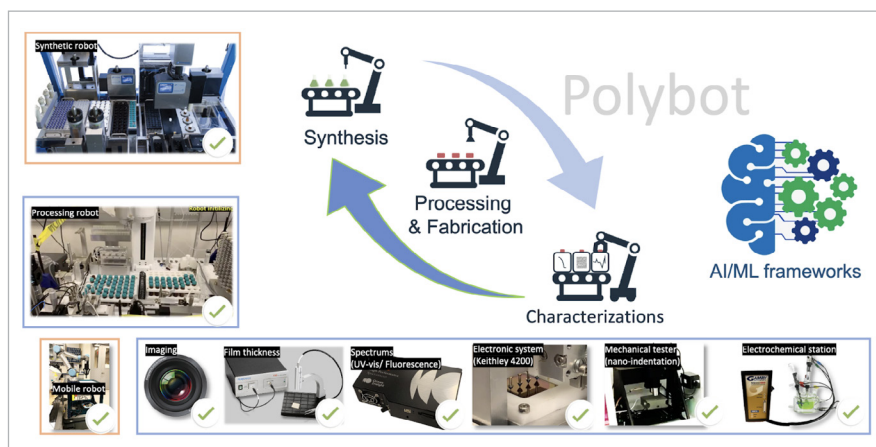 Synthetic robot
Polybot
Synthesis
Processing
& Fabrication
Processing robot
AI/ML frameworks
Characterizations
Imaging
Film thickness
Spectrums
(UV-vis/ Fluorescence)
Electronic system
(Keithley 4200)
Mechanical tester
(nano-indentation)
Electrochemical station
Mobile robot